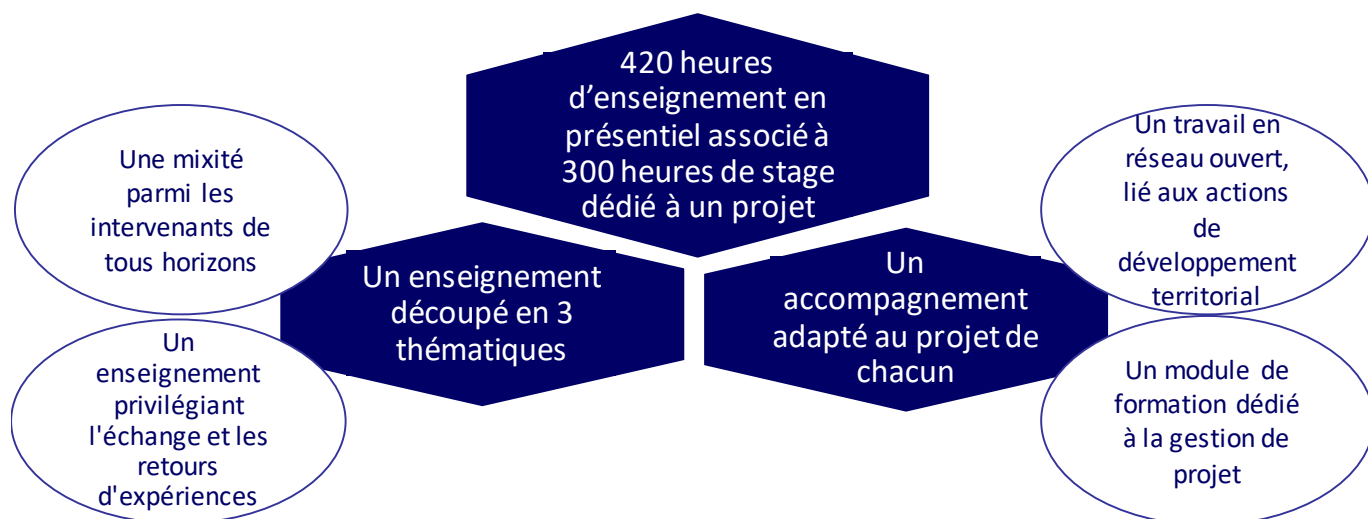 420 heures
d’enseignement en
présentiel associé à
300 heures de stage
dédié à un projet
Une mixité
parmi les
intervenants de
tous horizons
Un travail en
réseau ouvert,
lié aux actions
de
développement
territorial
Un enseignement
découpé en 3
thématiques
Un
accompagnement
adapté au projet de
chacun
Un
enseignement
privilégiant
l'échange et les
retours
d'expériences
Un module de
formation dédié
à la gestion de
projet